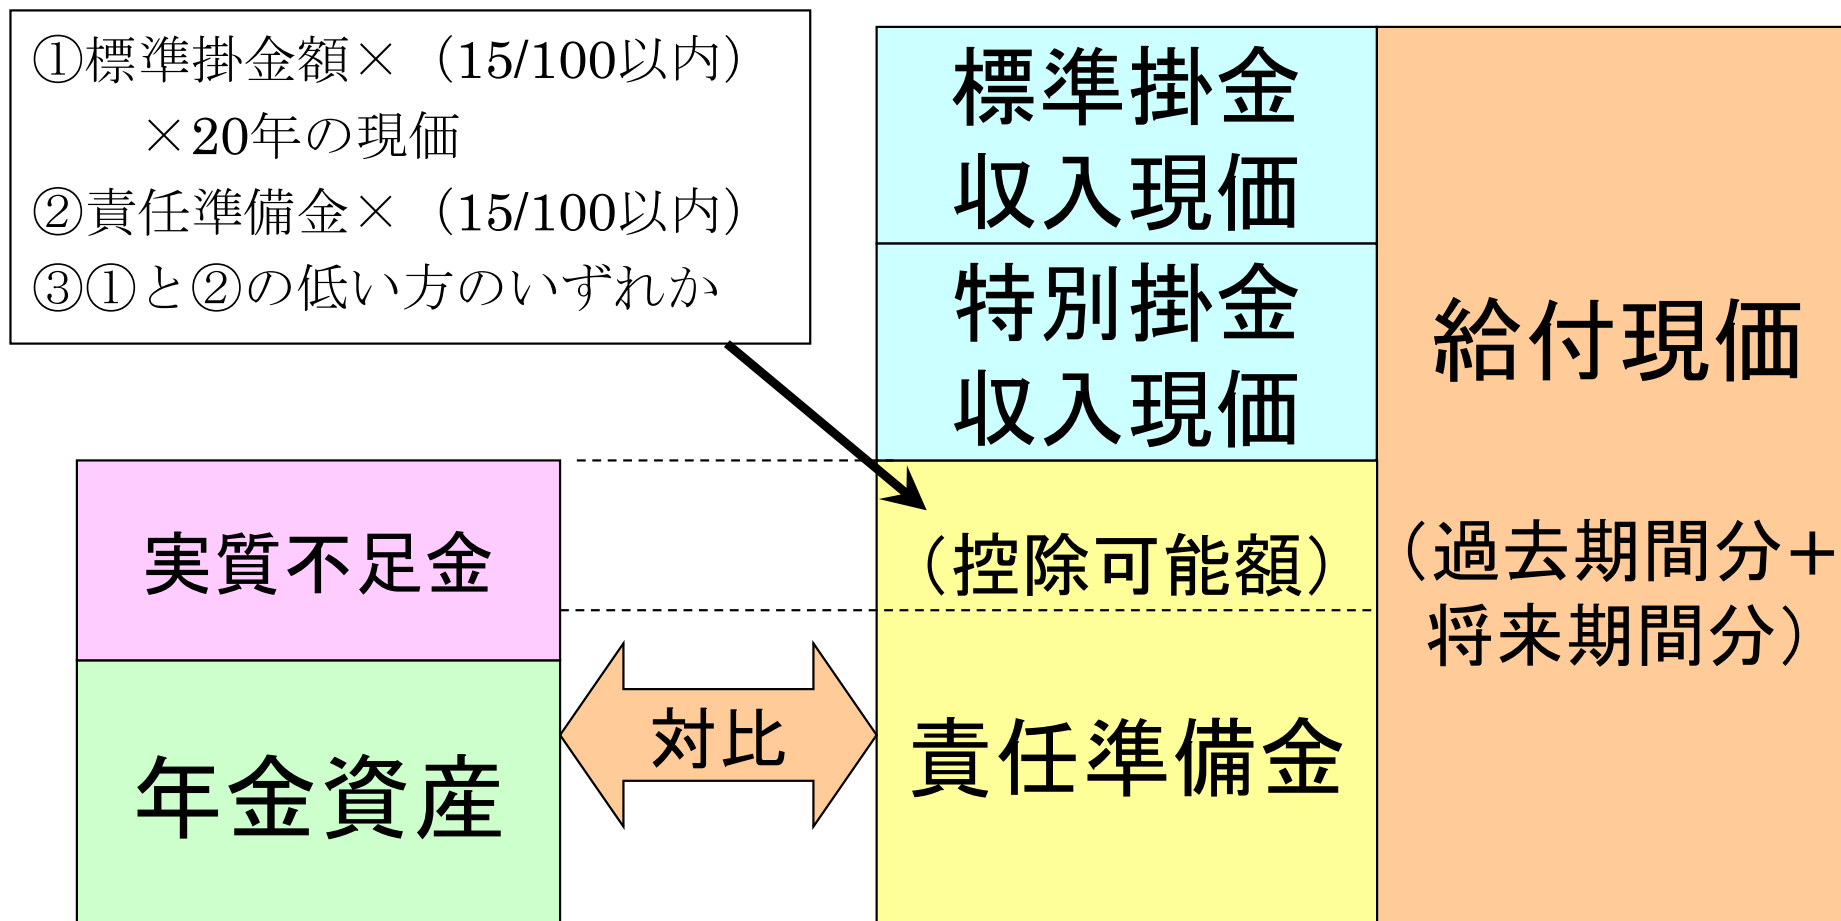 ①標準掛金額×（15/100以内）
×20年の現価
②責任準備金×（15/100以内）
③①と②の低い方のいずれか
標準掛金
収入現価
特別掛金
収入現価
給付現価
（過去期間分＋
将来期間分）
実質不足金
（控除可能額）
対比
年金資産
責任準備金